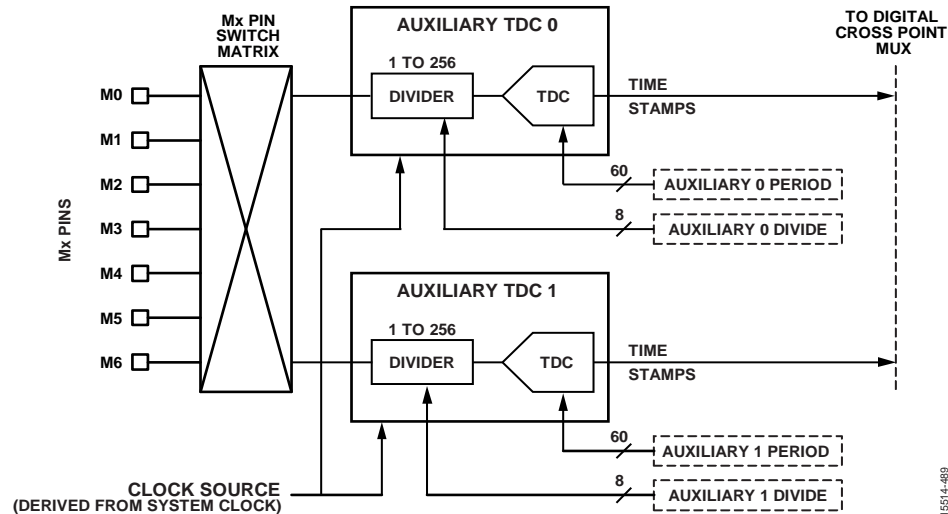 Mx PIN
SWITCH
MATRIX
AUXILIARY TDC 0
TO DIGITAL
CROSS POINT
MUX
1 TO 256
DIVIDER
TDC
TIME
STAMPS
60
AUXILIARY 0 PERIOD
8
AUXILIARY 0 DIVIDE
Mx PINS
M0
M1
M2
M3
M4
M5
M6
AUXILIARY TDC 1
1 TO 256
DIVIDER
TDC
TIME
STAMPS
60
AUXILIARY 1 PERIOD
8
AUXILIARY 1 DIVIDE
CLOCK SOURCE
(DERIVED FROM SYSTEM CLOCK)
15514-489